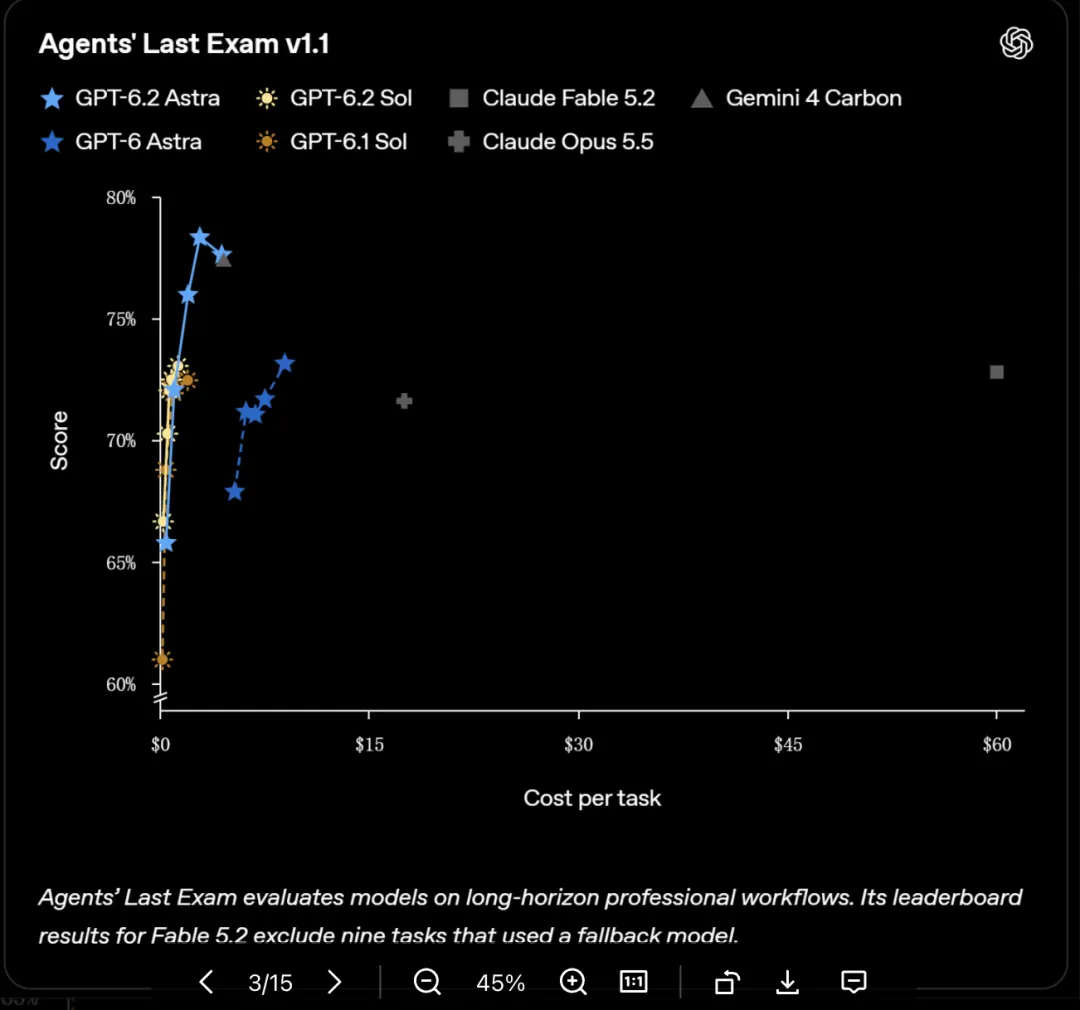 Agents' Last Exam v1.1
GPT-6.2 Astra GPT-6.2 Sol Claude Fable 5.2 Gemini 4 Carbon
GPT-6 Astra GPT-6.1 Sol Claude Opus 5.5
80%
75%
70%
65%
60%
Score
$0 $15 $30 $45 $60
Cost per task
Agents’ Last Exam evaluates models on long-horizon professional workflows. Its leaderboard
results for Fable 5.2 exclude nine tasks that used a fallback model.
3/15 45% 1:1